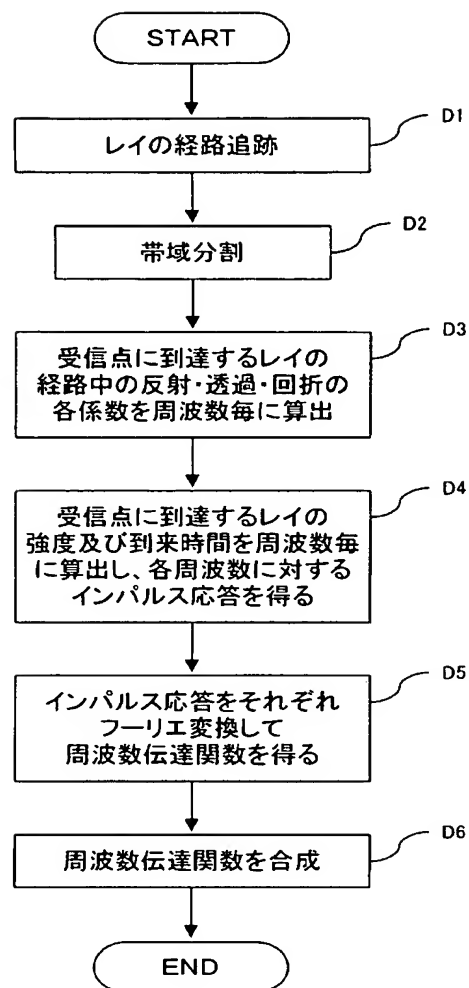 START
D1
レイの経路追跡
D2
帯域分割
D3
受信点に到達するレイの
経路中の反射・透過・回折の
各係数を周波数毎に算出
D4
受信点に到達するレイの
強度及び到来時間を周波数毎
に算出し、各周波数に対する
インパルス応答を得る
D5
インパルス応答をそれぞれ
フーリエ変換して
周波数伝達関数を得る
D6
周波数伝達関数を合成
END